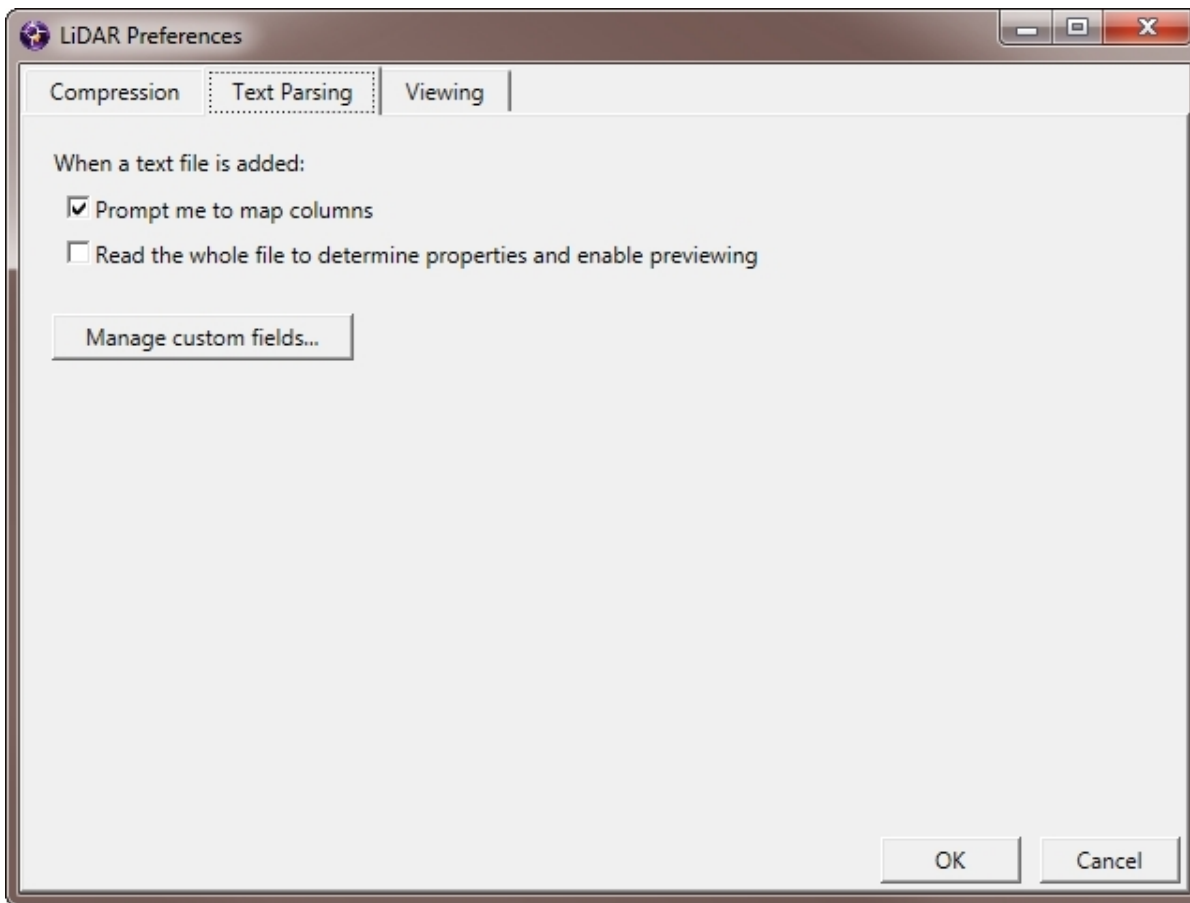 LiDAR Preferences
Compression Text Parsing Viewing
When a text file is added:
Prompt me to map columns
Read the whole file to determine properties and enable previewing
Manage custom fields...
OK Cancel